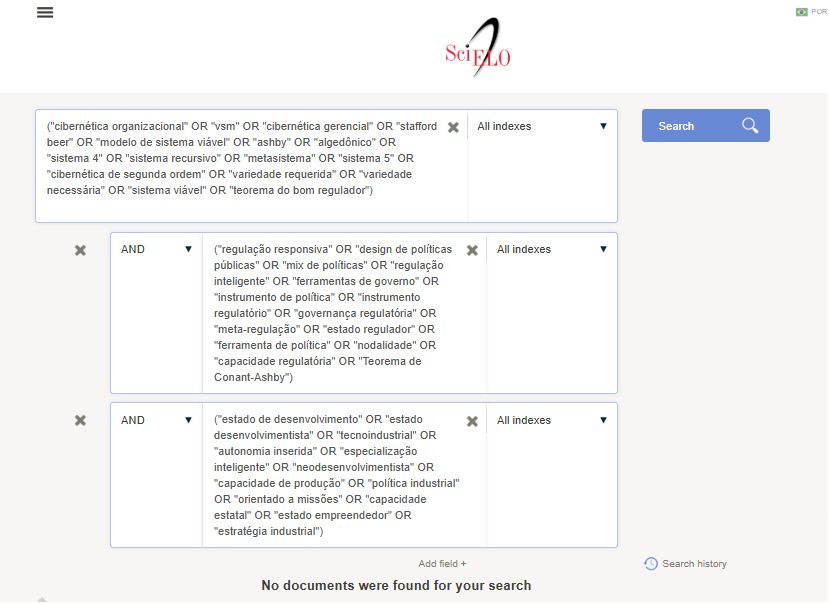 POR
SciELO
("cibernética organizacional" OR "vsm" OR "cibernética gerencial" OR "stafford
beer" OR "modelo de sistema viável" OR "ashby" OR "algedônico" OR
"sistema 4" OR "sistema recursivo" OR "metasistema" OR "sistema 5" OR
"cibernética de segunda ordem" OR "variedade requerida" OR "variedade
necessária" OR "sistema viável" OR "teorema do bom regulador")
All indexes
Search
AND
("regulação responsiva" OR "design de políticas
públicas" OR "mix de políticas" OR "regulação
inteligente" OR "ferramentas de governo" OR
"instrumento de política" OR "instrumento
regulatório" OR "governança regulatória" OR
"meta-regulação" OR "estado regulador" OR
"ferramenta de política" OR "nodalidade" OR
"capacidade regulatória" OR "Teorema de
Conant-Ashby")
All indexes
AND
("estado de desenvolvimento" OR "estado
desenvolvimentista" OR "tecnoindustrial" OR
"autonomia inserida" OR "especialização
inteligente" OR "neodesenvolvimentista" OR
"capacidade de produção" OR "política industrial"
OR "orientado a missões" OR "capacidade
estatal" OR "estado empreendedor" OR
"estratégia industrial")
All indexes
Add field +
Search history
No documents were found for your search